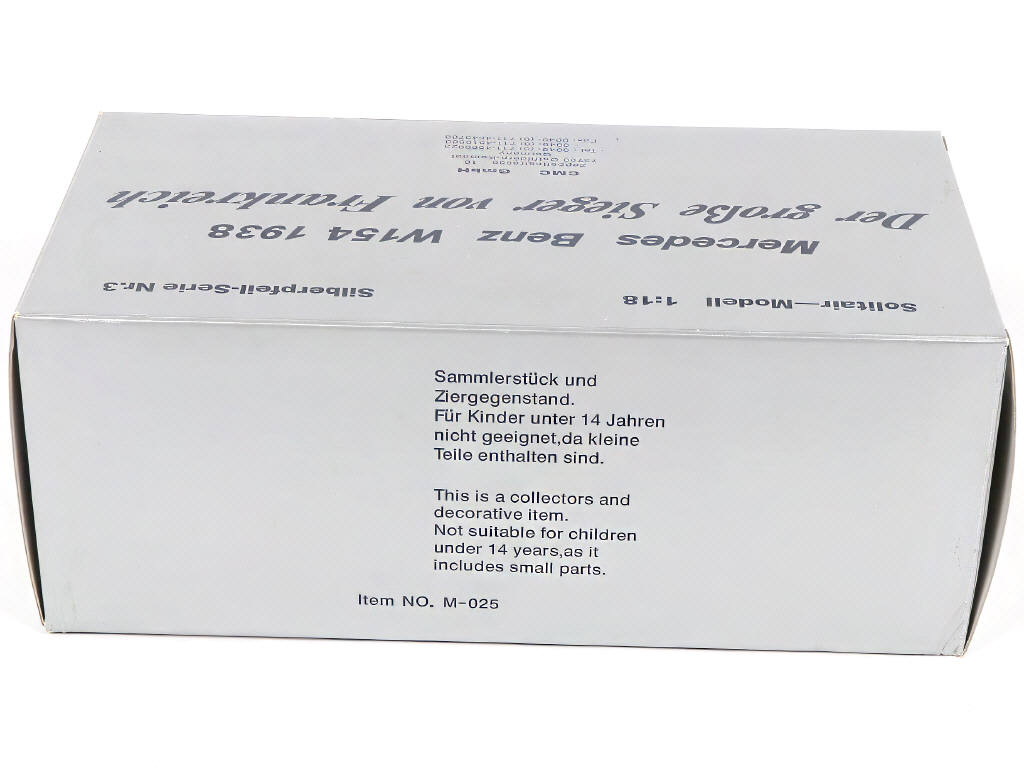 Solitair—Modell 1:18 Silberpfeil-Serie Nr.3
Mercedes Benz W154 1938
Der große Sieger von Frankreich
CMC GmbH
Germany
Sammlerstück und
Ziergegenstand.
Für Kinder unter 14 Jahren
nicht geeignet,da kleine
Teile enthalten sind.
This is a collectors and
decorative item.
Not suitable for children
under 14 years,as it
includes small parts.
Item NO. M-025